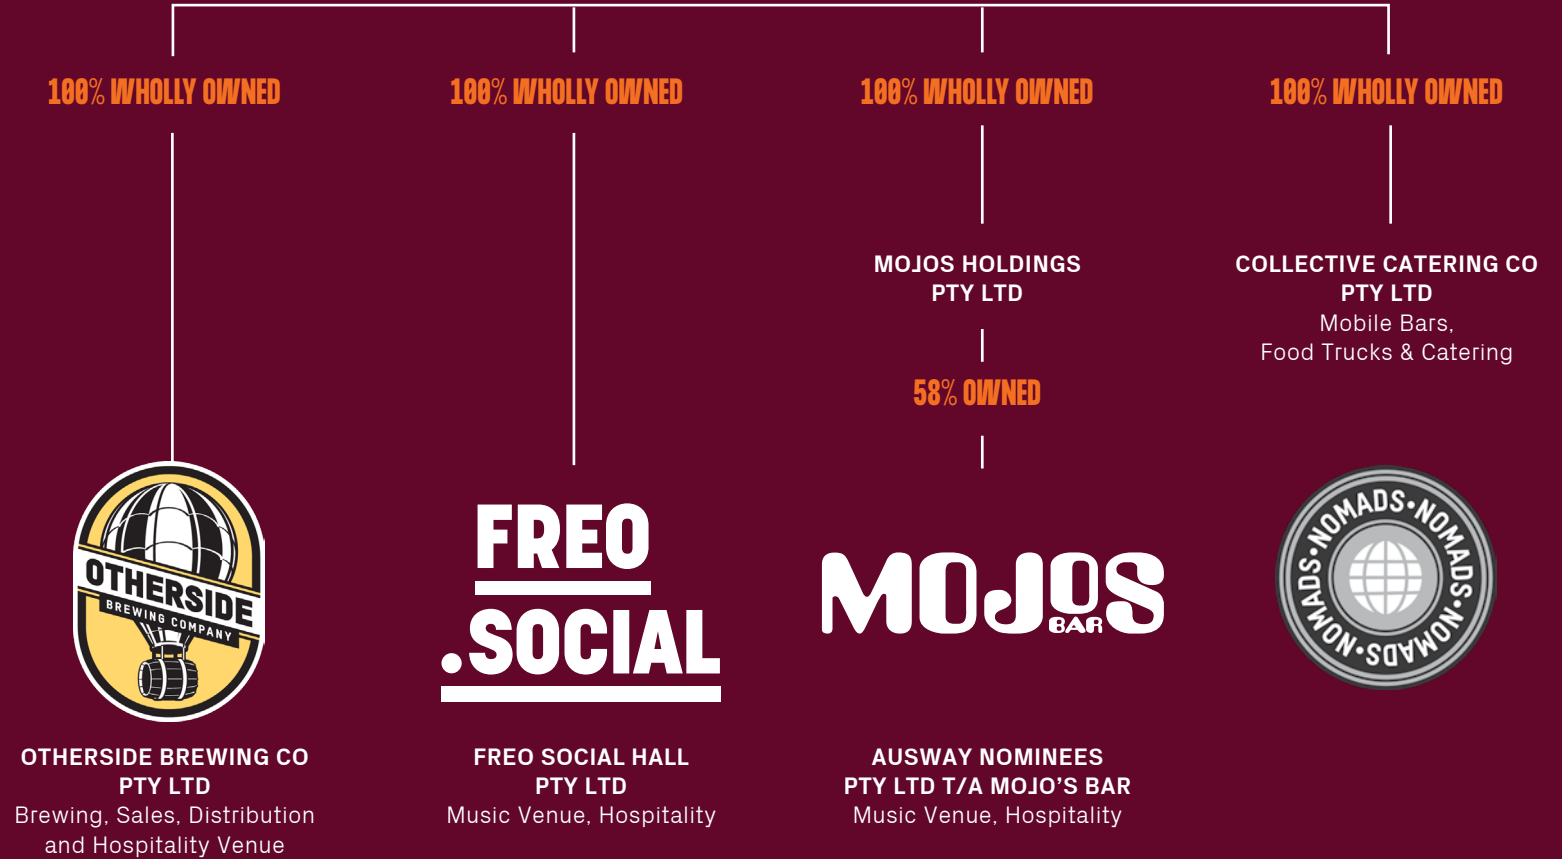 100% WHOLLY OWNED
100% WHOLLY OWNED
100% WHOLLY OWNED
100% WHOLLY OWNED
MOJOS HOLDINGS
PTY LTD
58% OWNED
COLLECTIVE CATERING CO
PTY LTD
Mobile Bars,
Food Trucks & Catering
OTHERSIDE
BREWING COMPANY
OTHERSIDE BREWING CO
PTY LTD
Brewing, Sales, Distribution
and Hospitality Venue
FREO
.SOCIAL
FREO SOCIAL HALL
PTY LTD
Music Venue, Hospitality
MOJOS
BAR
AUSWAY NOMINEES
PTY LTD T/A MOJO'S BAR
Music Venue, Hospitality
NOMADS•NOMADS•NOMADS•NOMADS•